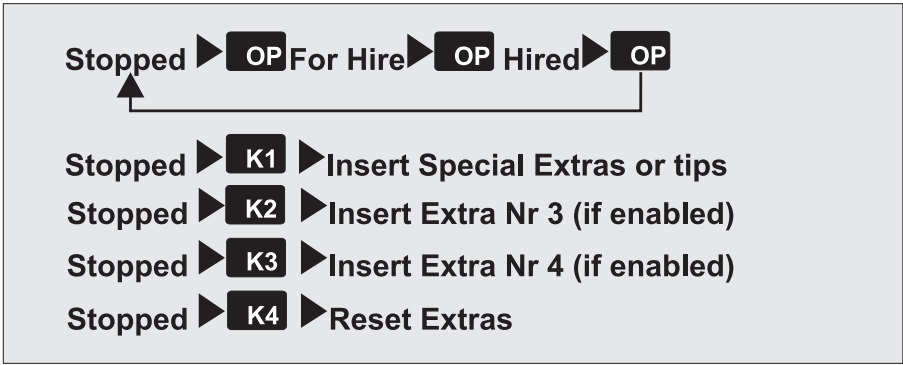 Stopped OP For Hire OP Hired OP
Stopped K1 Insert Special Extras or tips
Stopped K2 Insert Extra Nr 3 (if enabled)
Stopped K3 Insert Extra Nr 4 (if enabled)
Stopped K4 Reset Extras